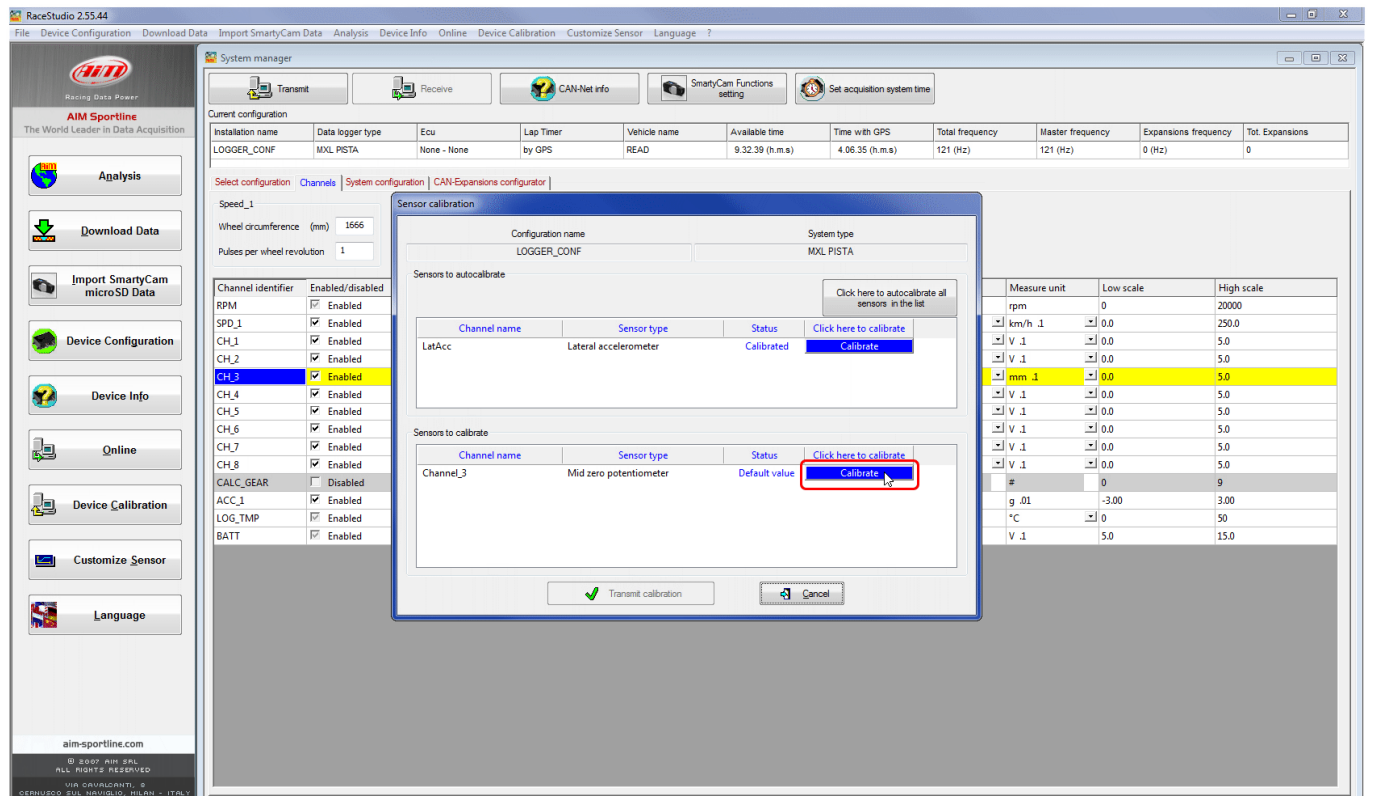 RaceStudio 2.55.44
File Device Configuration Download Data Import SmartyCam Data Analysis Device Info Online Device Calibration Customize Sensor Language ?
AiM
Racing Data Power
AIM Sportline
The World Leader in Data Acquisition
Analysis
Download Data
Import SmartyCam
microSD Data
Device Configuration
Device Info
Online
Device Calibration
Customize Sensor
Language
aim-sportline.com
© 2007 AIM SRL
ALL RIGHTS RESERVED
VIA CAVALCANTI, 8
CERNUSCO SUL NAVIGLIO, MILAN - ITALY
System manager
Transmit
Receive
CAN-Net info
SmartyCam Functions
setting
Set acquisition system time
Current configuration
Installation name Data logger type Ecu Lap Timer Vehicle name Available time Time with GPS Total frequency Master frequency Expansions frequency Tot. Expansions
LOGGER_CONF MXL PISTA None - None by GPS READ 9.32.39 (h.m.s) 4.06.35 (h.m.s) 121 (Hz) 121 (Hz) 0 (Hz) 0
Select configuration Channels System configuration CAN-Expansions configurator
Speed_1
Wheel circumference (mm) 1666
Pulses per wheel revolution 1
Channel identifier Enabled/disabled Measure unit Low scale High scale
RPM Enabled rpm 0 20000
SPD_1 Enabled km/h .1 0.0 250.0
CH_1 Enabled V .1 0.0 5.0
CH_2 Enabled V .1 0.0 5.0
CH_3 Enabled mm .1 0.0 5.0
CH_4 Enabled V .1 0.0 5.0
CH_5 Enabled V .1 0.0 5.0
CH_6 Enabled V .1 0.0 5.0
CH_7 Enabled V .1 0.0 5.0
CH_8 Enabled V .1 0.0 5.0
CALC_GEAR Disabled # 0 9
ACC_1 Enabled g .01 -3.00 3.00
LOG_TMP Enabled °C 0 50
BATT Enabled V .1 5.0 15.0
Sensor calibration
Configuration name System type
LOGGER_CONF MXL PISTA
Sensors to autocalibrate
Click here to autocalibrate all
sensors in the list
Channel name Sensor type Status Click here to calibrate
LatAcc Lateral accelerometer Calibrated Calibrate
Sensors to calibrate
Channel name Sensor type Status Click here to calibrate
Channel_3 Mid zero potentiometer Default value Calibrate
Transmit calibration
Cancel